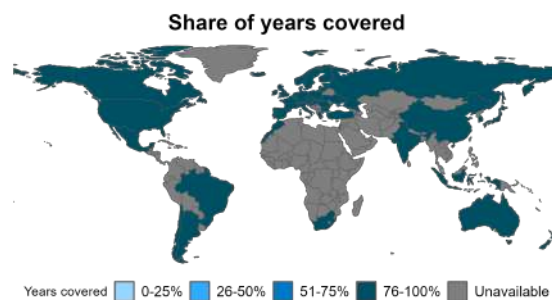 Share of years covered
Years covered 0-25% 26-50% 51-75% 76-100% Unavailable